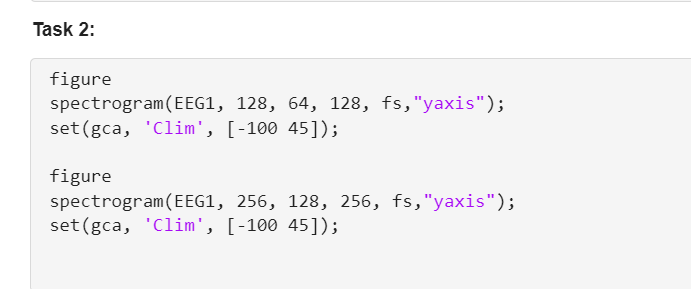 Task 2:
figure
spectrogram(EEG1, 128, 64, 128, fs,"yaxis");
set(gca, 'Clim', [-100 45]);
figure
spectrogram(EEG1, 256, 128, 256, fs,"yaxis");
set(gca, 'Clim', [-100 45]);